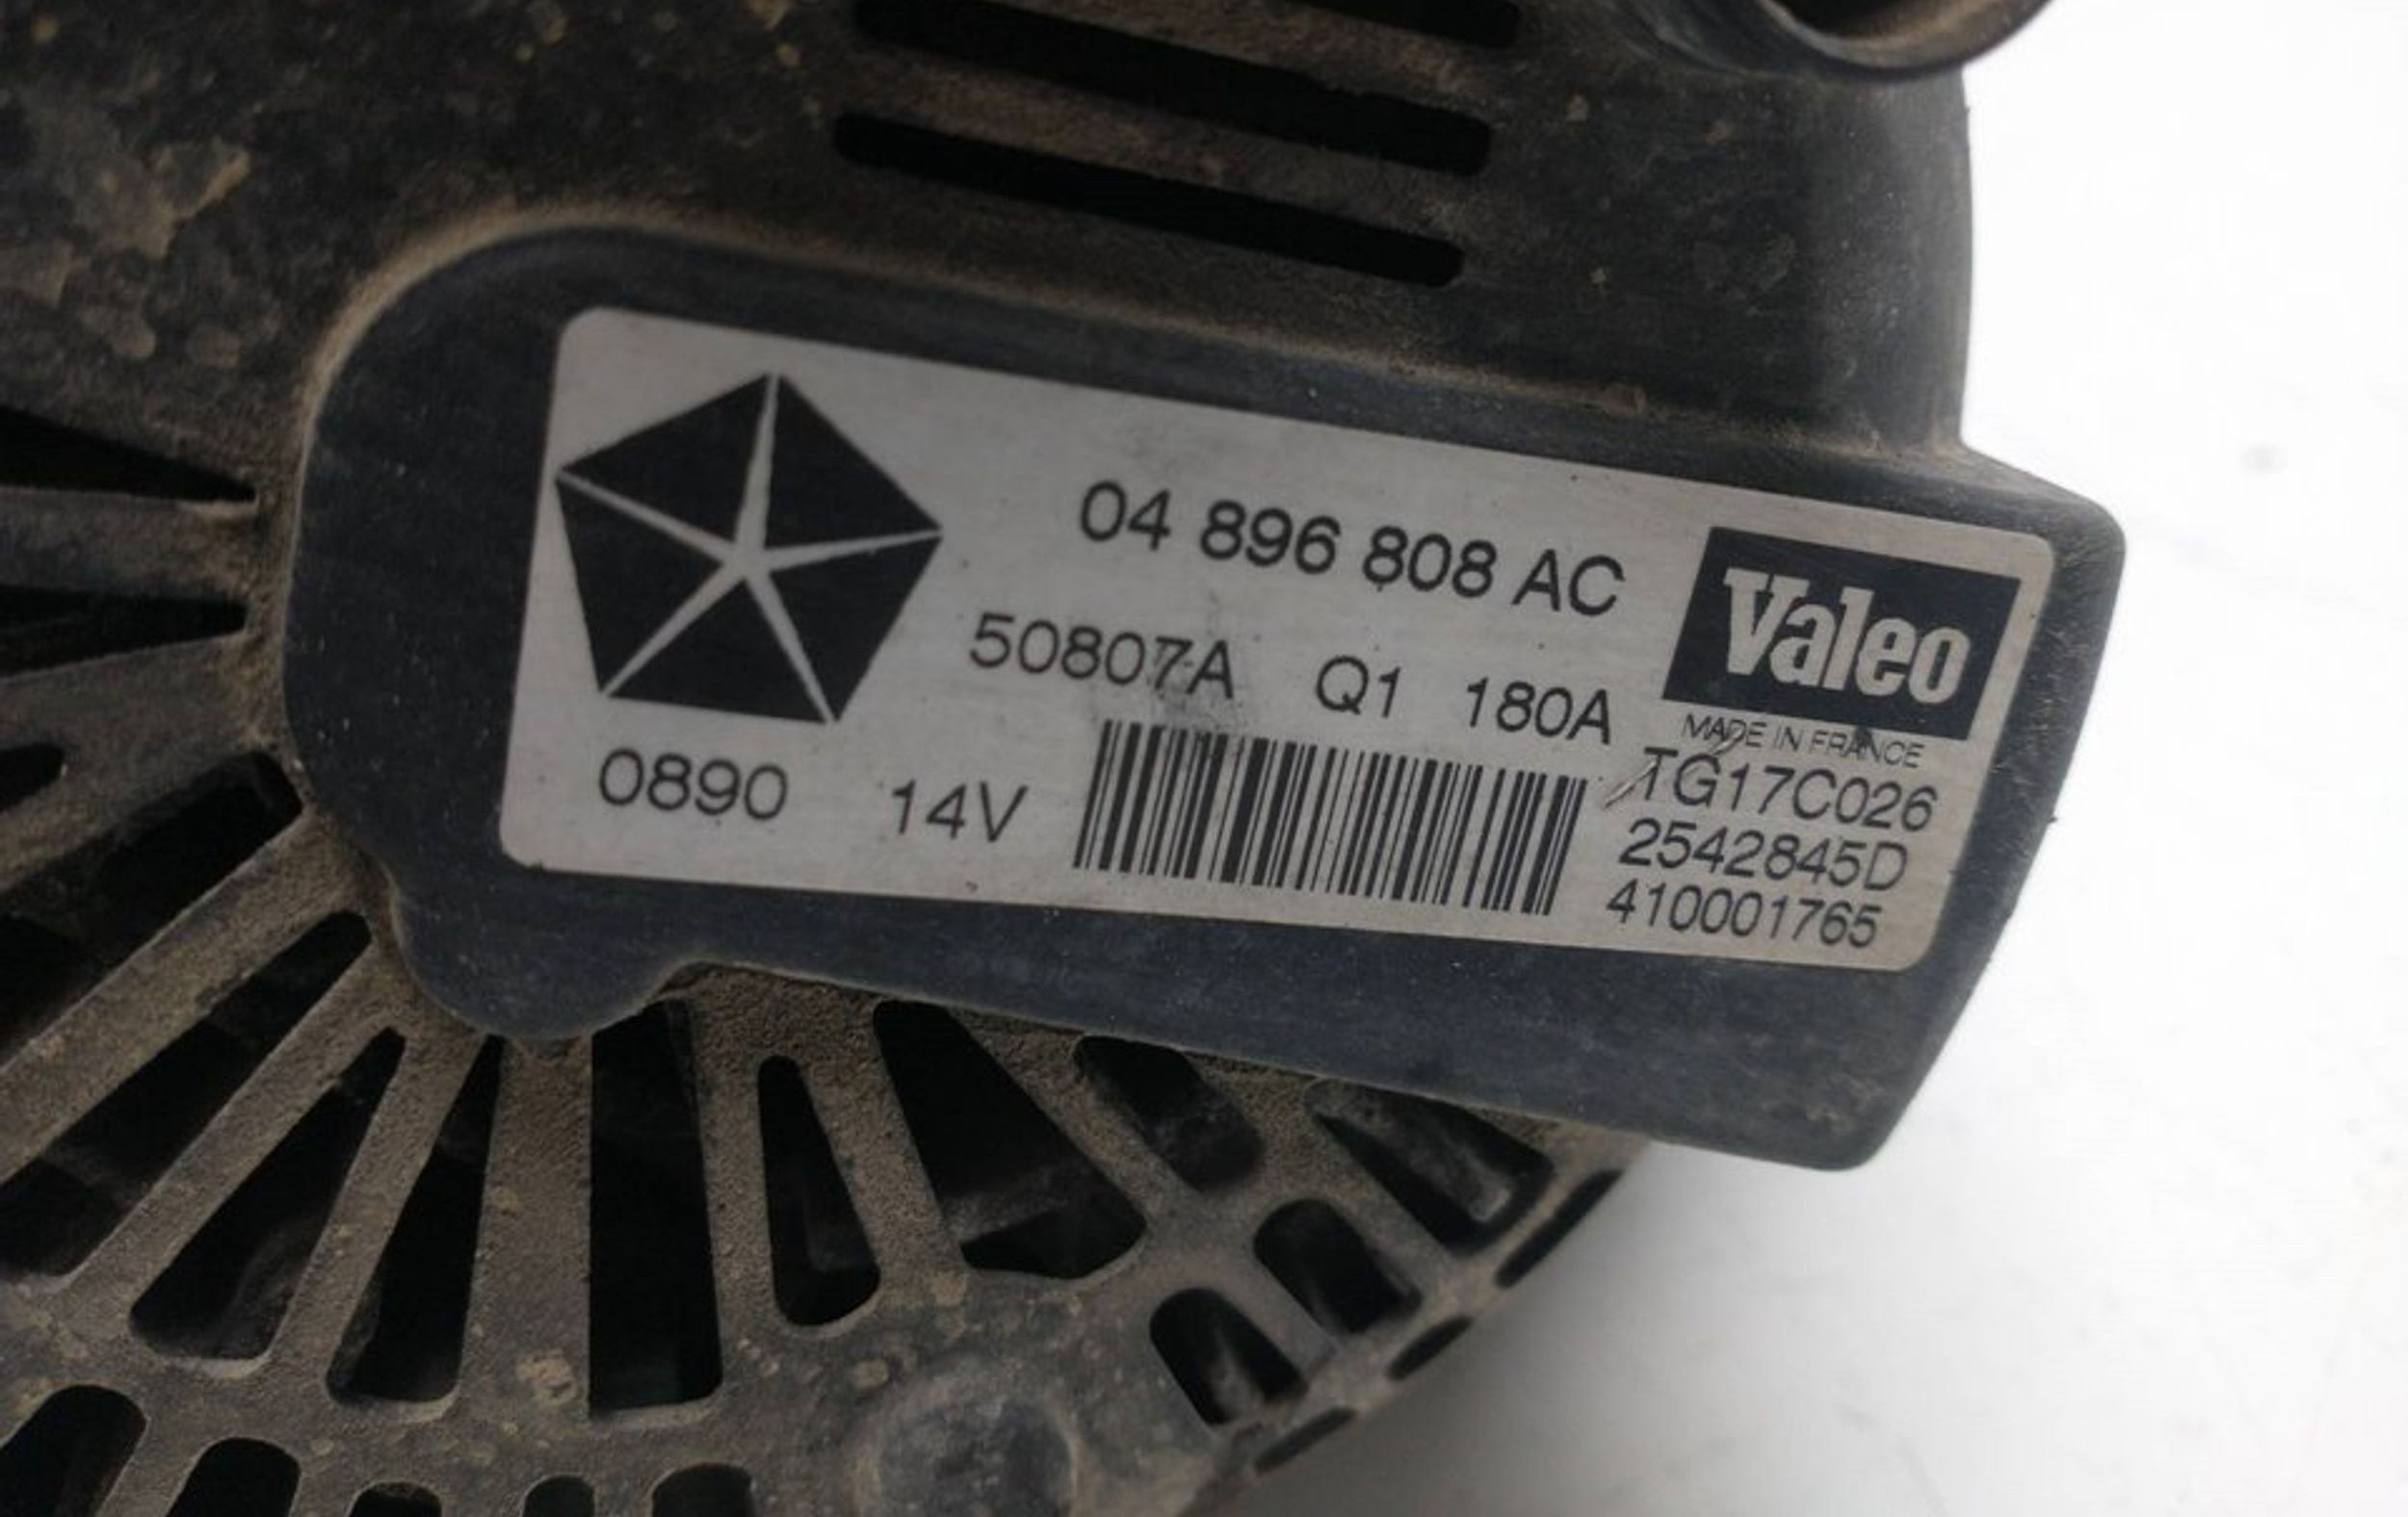 04 896 808 AC
Valeo
50807A Q1 180A
MADE IN FRANCE
0890 14V
TG17C026
2542845D
410001765